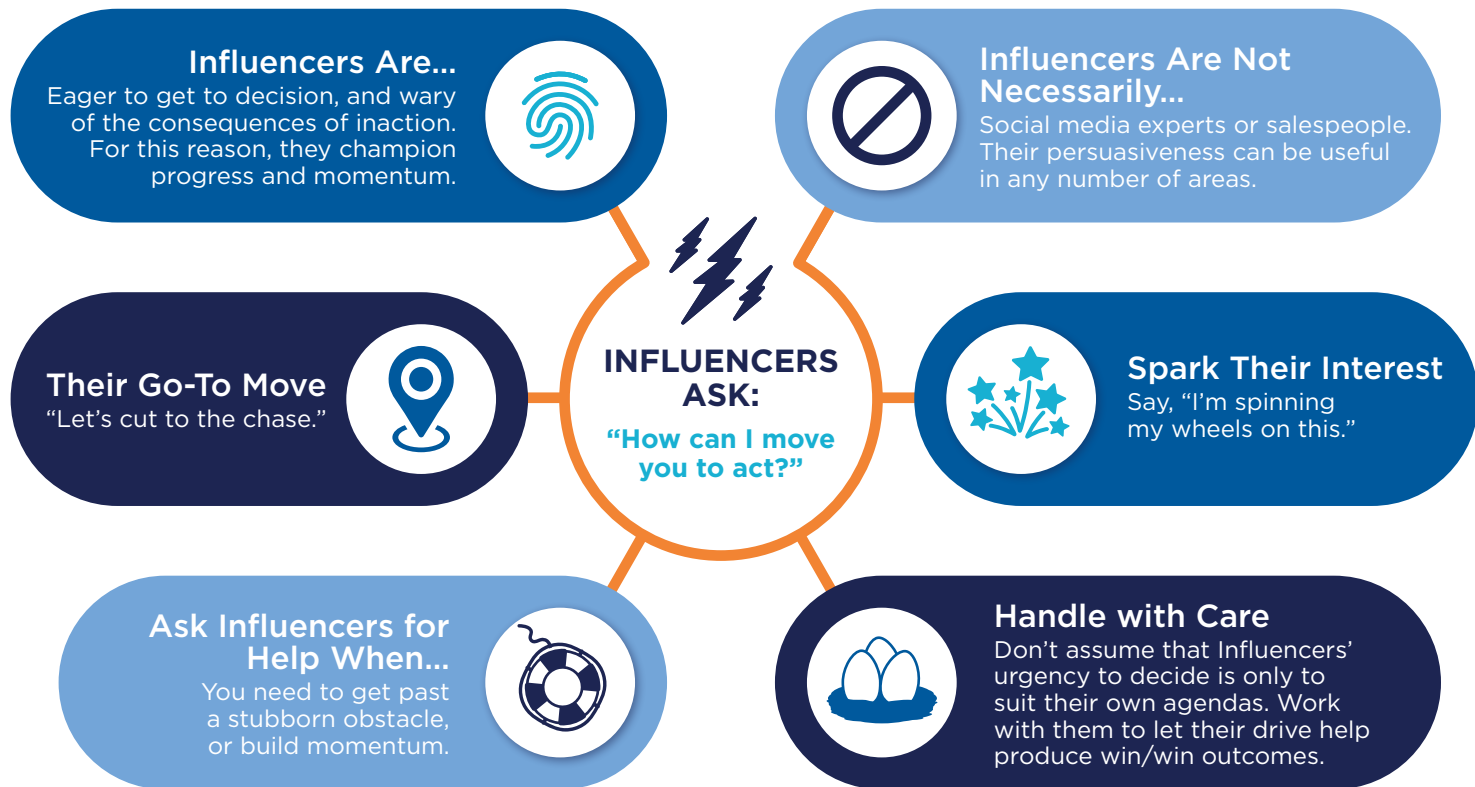 Influencers Are...
Eager to get to decision, and wary
of the consequences of inaction.
For this reason, they champion
progress and momentum.
Influencers Are Not
Necessarily...
Social media experts or salespeople.
Their persuasiveness can be useful
in any number of areas.
Their Go-To Move
“Let’s cut to the chase.”
INFLUENCERS
ASK:
“How can I move
you to act?”
Spark Their Interest
Say, “I’m spinning
my wheels on this.”
Ask Influencers for
Help When...
You need to get past
a stubborn obstacle,
or build momentum.
Handle with Care
Don’t assume that Influencers’
urgency to decide is only to
suit their own agendas. Work
with them to let their drive help
produce win/win outcomes.